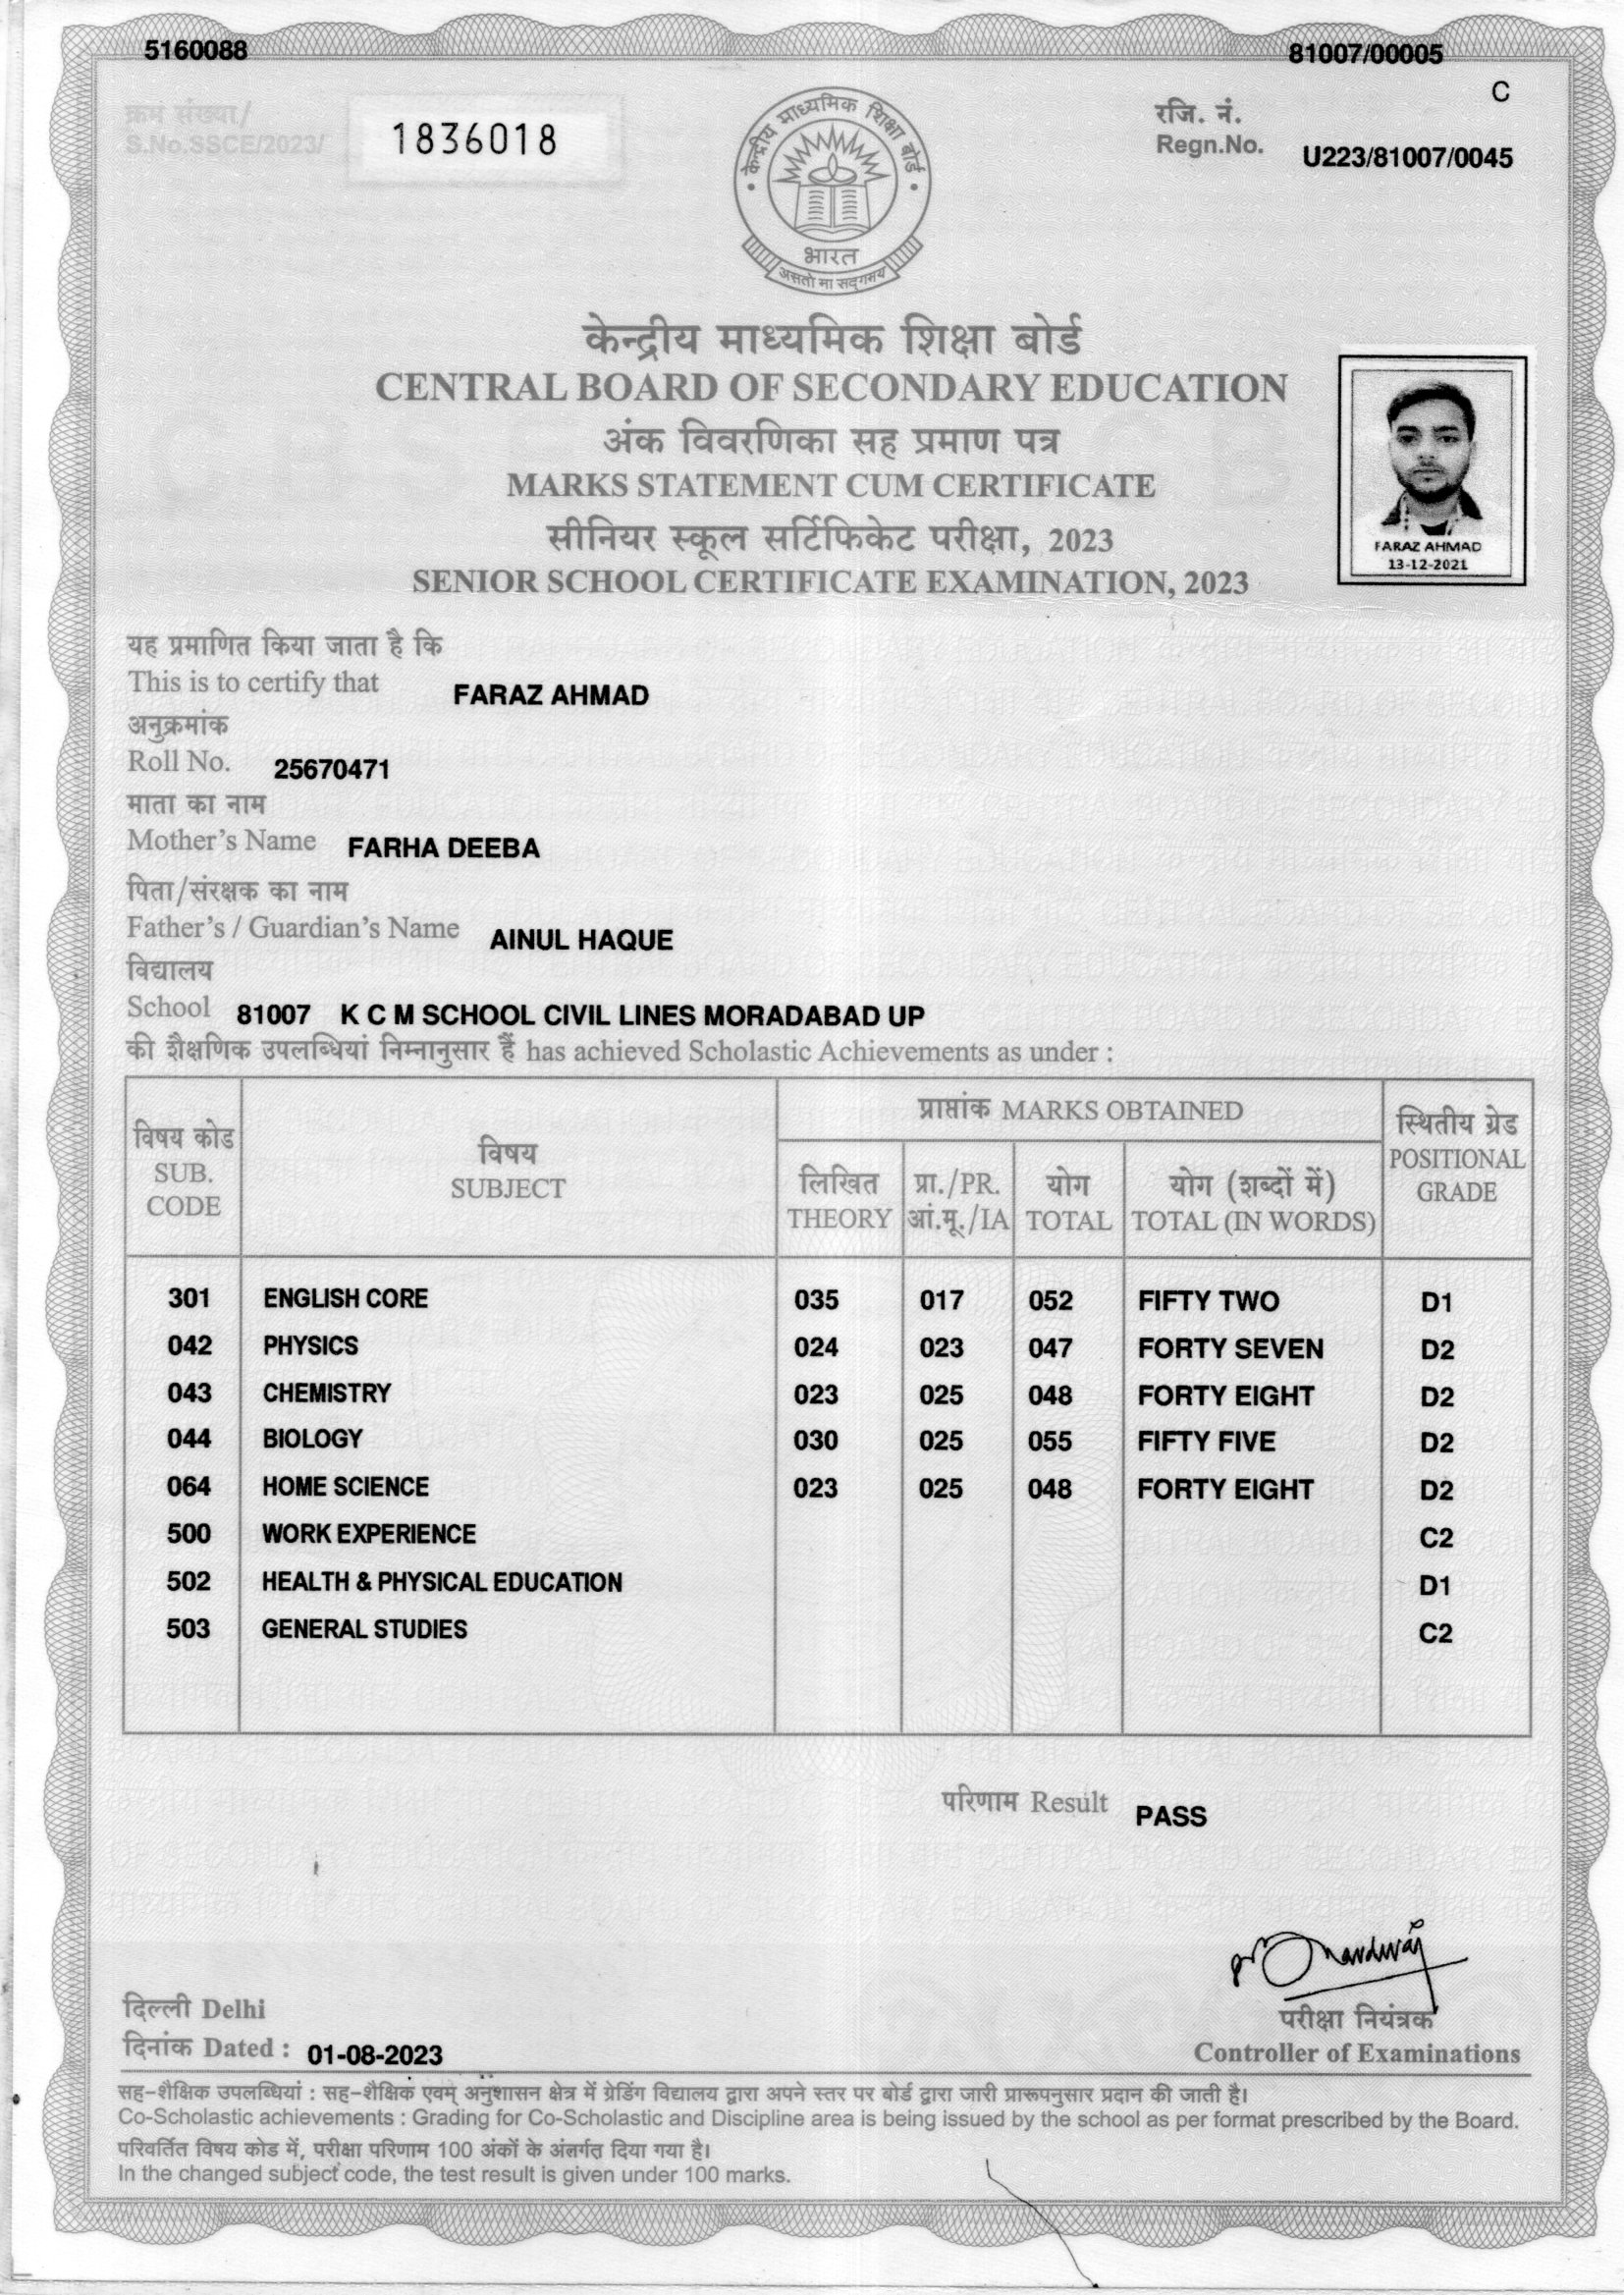 5160088
81007/00005
C
क्रम संख्या/
S.No.SSCE/2023/
1836018
रजि. नं.
Regn.No.
U223/81007/0045
केन्द्रीय माध्यमिक शिक्षा बोर्ड
भारत
असतो मा सद्गमय
केन्द्रीय माध्यमिक शिक्षा बोर्ड
CENTRAL BOARD OF SECONDARY EDUCATION
अंक विवरणिका सह प्रमाण पत्र
MARKS STATEMENT CUM CERTIFICATE
सीनियर स्कूल सर्टिफिकेट परीक्षा, 2023
SENIOR SCHOOL CERTIFICATE EXAMINATION, 2023
FARAZ AHMAD
13-12-2021
यह प्रमाणित किया जाता है कि
This is to certify that FARAZ AHMAD
अनुक्रमांक
Roll No. 25670471
माता का नाम
Mother's Name FARHA DEEBA
पिता/संरक्षक का नाम
Father's / Guardian's Name AINUL HAQUE
विद्यालय
School 81007 K C M SCHOOL CIVIL LINES MORADABAD UP
की शैक्षणिक उपलब्धियां निम्नानुसार हैं has achieved Scholastic Achievements as under :
विषय कोड
SUB.
CODE
विषय
SUBJECT
प्राप्तांक MARKS OBTAINED
लिखित
THEORY
प्रा./PR.
आं.मू./IA
योग
TOTAL
योग (शब्दों में)
TOTAL (IN WORDS)
स्थितीय ग्रेड
POSITIONAL
GRADE
301 ENGLISH CORE 035 017 052 FIFTY TWO D1
042 PHYSICS 024 023 047 FORTY SEVEN D2
043 CHEMISTRY 023 025 048 FORTY EIGHT D2
044 BIOLOGY 030 025 055 FIFTY FIVE D2
064 HOME SCIENCE 023 025 048 FORTY EIGHT D2
500 WORK EXPERIENCE C2
502 HEALTH & PHYSICAL EDUCATION D1
503 GENERAL STUDIES C2
परिणाम Result PASS
दिल्ली Delhi
दिनांक Dated : 01-08-2023
परीक्षा नियंत्रक
Controller of Examinations
सह-शैक्षिक उपलब्धियां : सह-शैक्षिक एवम् अनुशासन क्षेत्र में ग्रेडिंग विद्यालय द्वारा अपने स्तर पर बोर्ड द्वारा जारी प्रारूपनुसार प्रदान की जाती है।
Co-Scholastic achievements : Grading for Co-Scholastic and Discipline area is being issued by the school as per format prescribed by the Board.
परिवर्तित विषय कोड में, परीक्षा परिणाम 100 अंकों के अंतर्गत दिया गया है।
In the changed subject code, the test result is given under 100 marks.